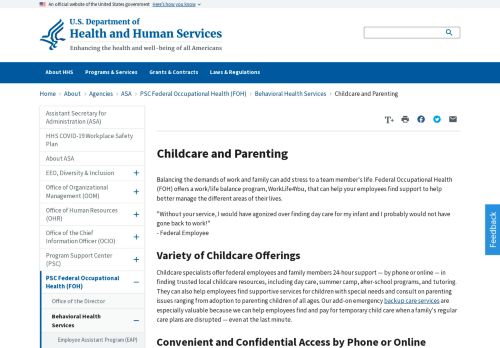 An official website of the United States government Here's how you know
U.S. Department of
Health and Human Services
Enhancing the health and well-being of all Americans
About HHS Programs & Services Grants & Contracts Laws & Regulations
Home > About > Agencies > ASA > PSC Federal Occupational Health (FOH) > Behavioral Health Services > Childcare and Parenting
Assistant Secretary for
Administration (ASA)
HHS COVID-19 Workplace Safety
Plan
About ASA
EEO, Diversity & Inclusion +
Office of Organizational
Management (OOM) +
Office of Human Resources
(OHR) +
Office of the Chief
Information Officer (OCIO) +
Program Support Center
(PSC) +
PSC Federal Occupational
Health (FOH) —
Office of the Director
Behavioral Health
Services —
Employee Assistant Program (EAP)
T+
Childcare and Parenting
Balancing the demands of work and family can add stress to a team member's life. Federal Occupational Health
(FOH) offers a work/life balance program, WorkLife4You, that can help your employees find support to help
better manage the different areas of their lives.
"Without your service, I would have agonized over finding day care for my infant and I probably would not have
gone back to work!"
- Federal Employee
Variety of Childcare Offerings
Childcare specialists offer federal employees and family members 24-hour support — by phone or online — in
finding trusted local childcare resources, including day care, summer camp, after-school programs, and tutoring.
They can also help employees find supportive services for children with special needs and consult on parenting
issues ranging from adoption to parenting children of all ages. Our add-on emergency backup care services are
especially valuable because we can help employees find and pay for temporary child care when a family's regular
care plans are disrupted — even at the last minute.
Convenient and Confidential Access by Phone or Online
Feedback